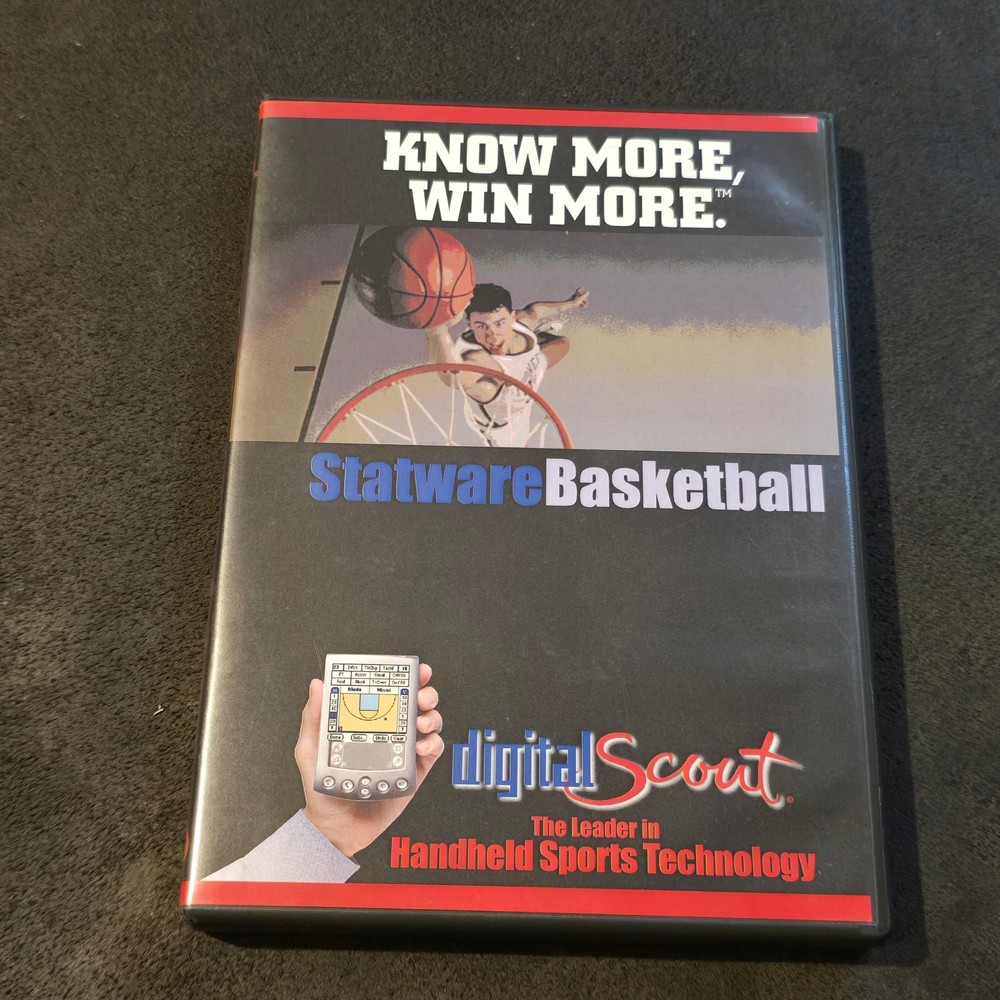 KNOW MORE,
WIN MORE.™
StatwareBasketball
digitalScout®
The Leader in
Handheld Sports Technology